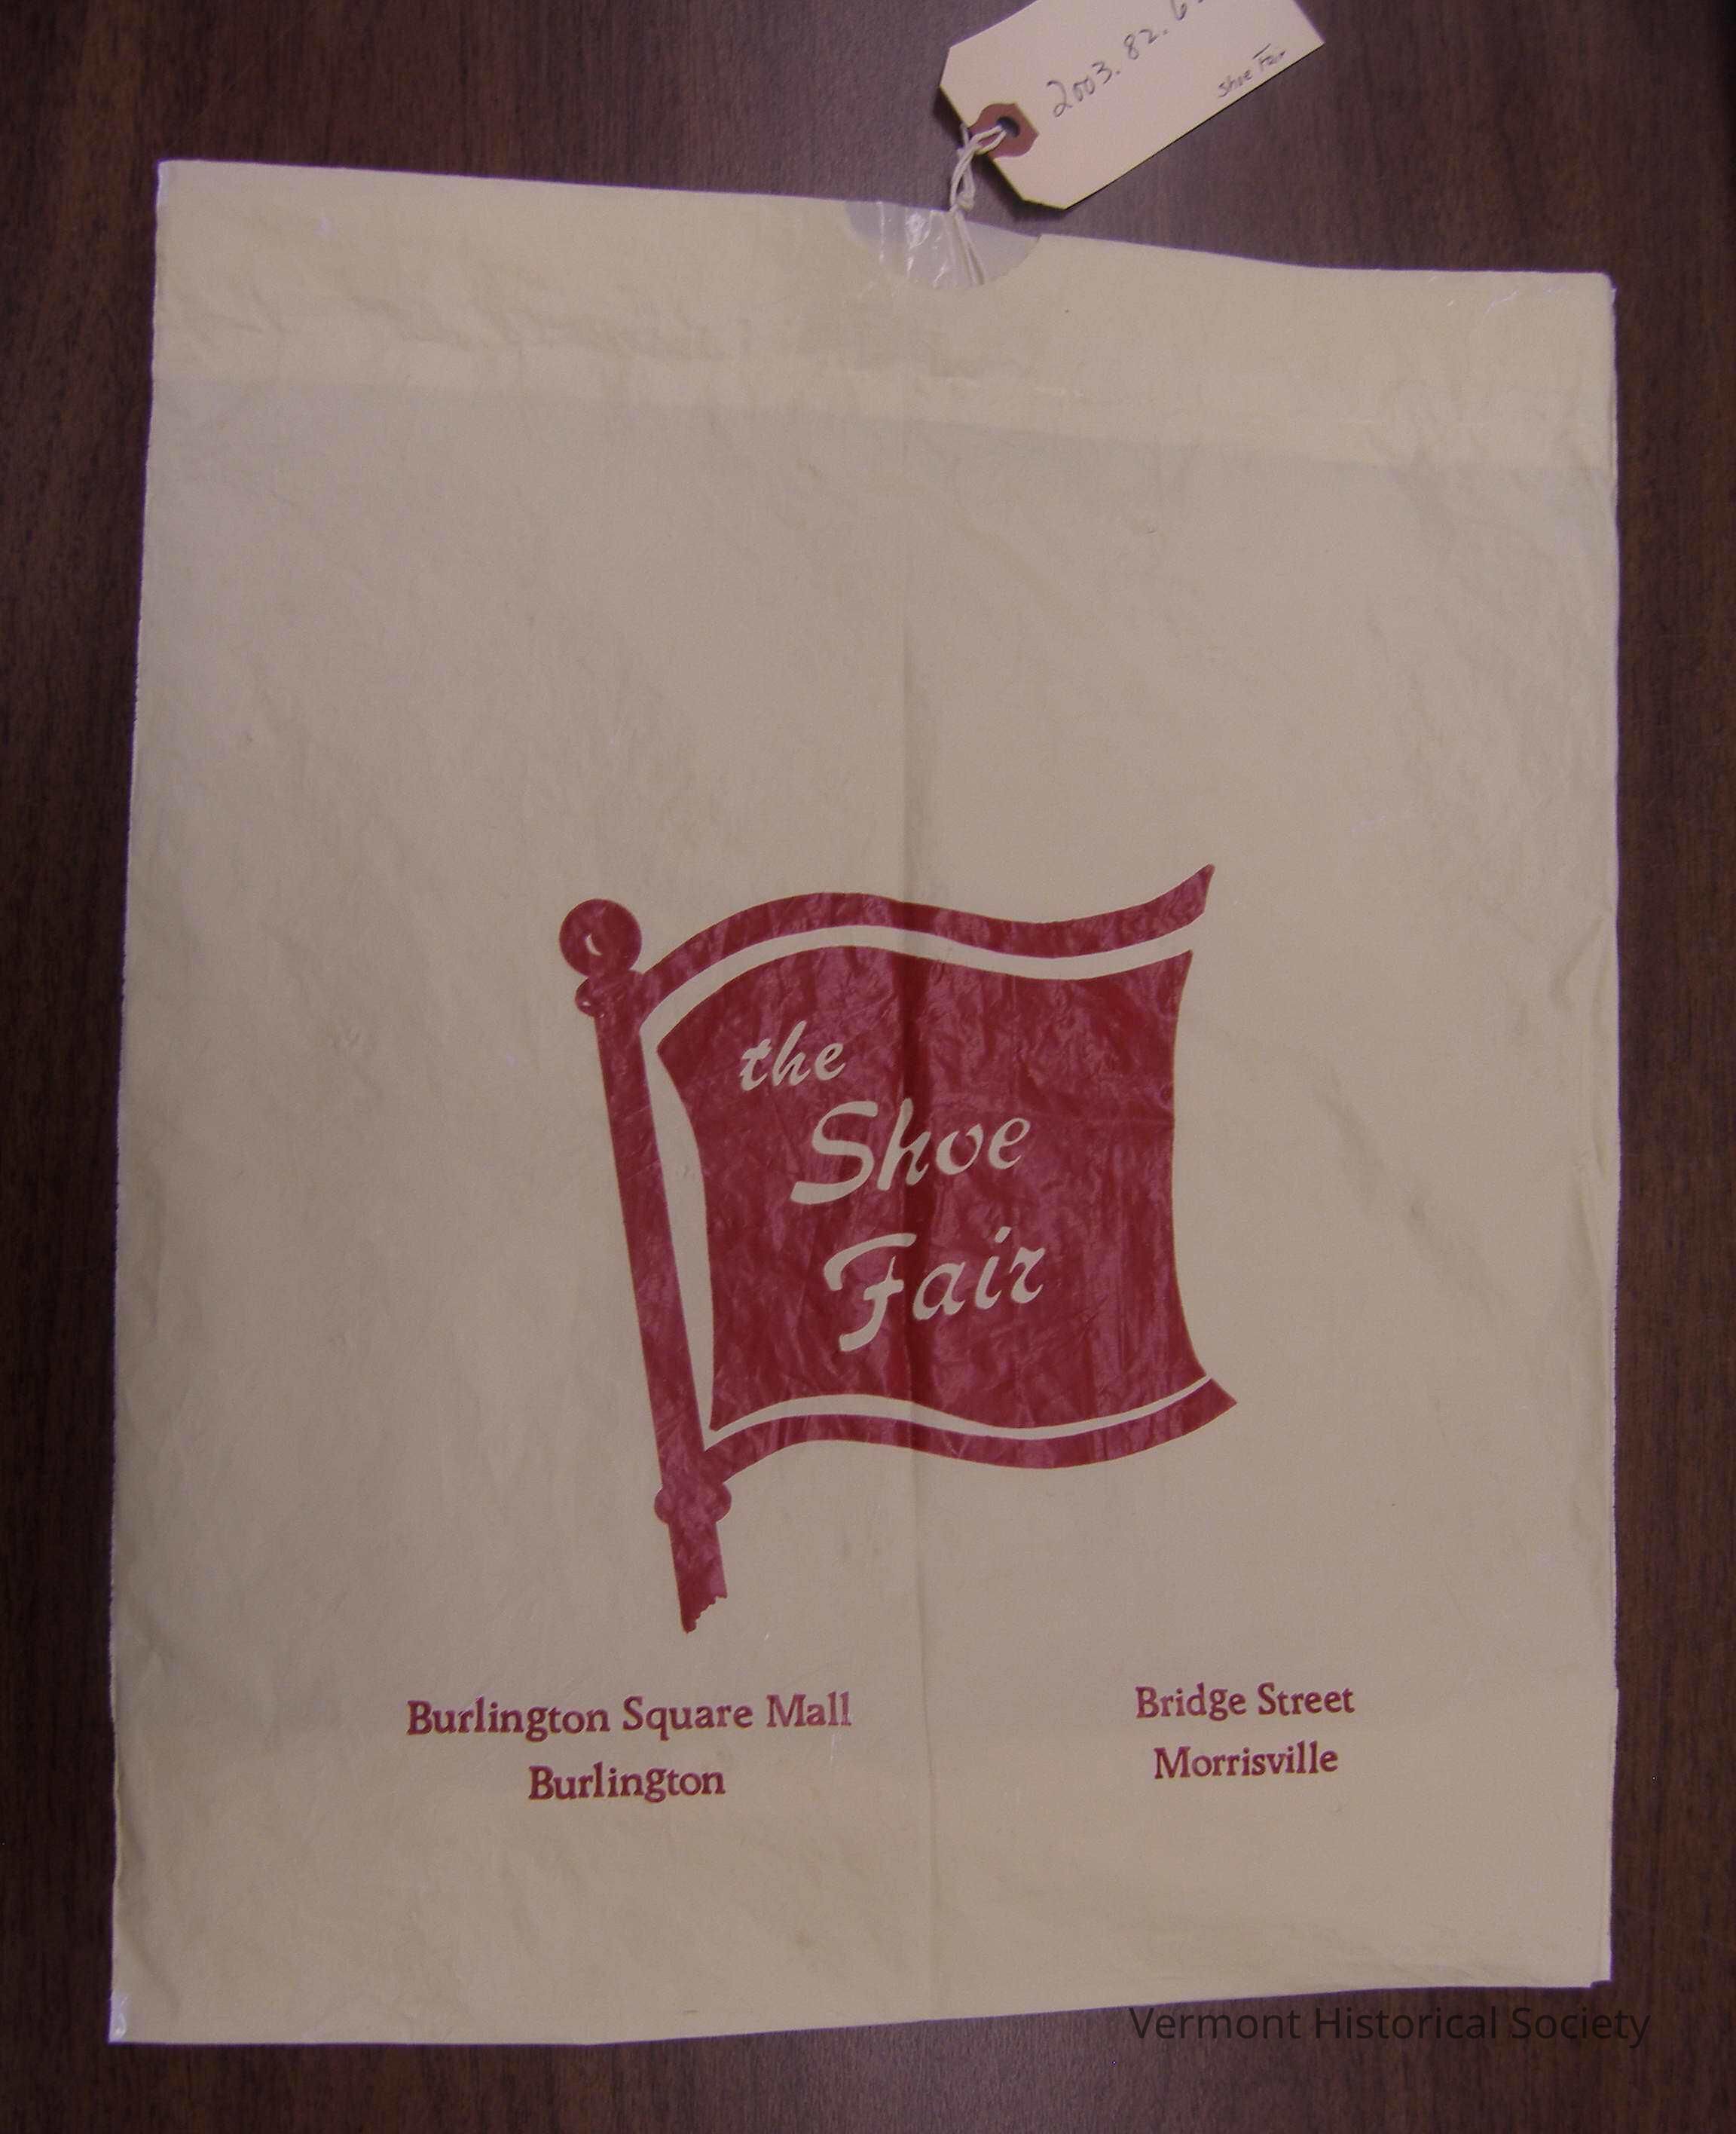 2003.82.6
Shoe Fair
the
Shoe
Fair
Burlington Square Mall
Burlington
Bridge Street
Morrisville
Vermont Historical Society